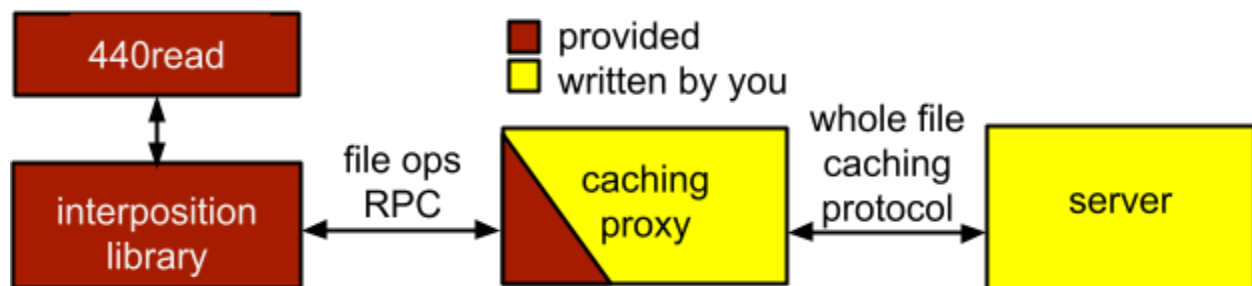 440read
provided
written by you
interposition
library
file ops
RPC
caching
proxy
whole file
caching
protocol
server